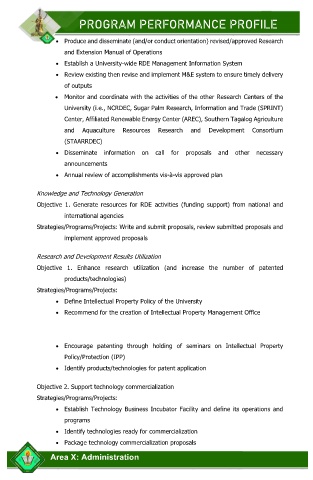 PROGRAM PERFORMANCE PROFILE
• Produce and disseminate (and/or conduct orientation) revised/approved Research
and Extension Manual of Operations
• Establish a University-wide RDE Management Information System
• Review existing then revise and implement M&E system to ensure timely delivery
of outputs
• Monitor and coordinate with the activities of the other Research Centers of the
University (i.e., NCRDEC, Sugar Palm Research, Information and Trade (SPRINT)
Center, Affiliated Renewable Energy Center (AREC), Southern Tagalog Agriculture
and Aquaculture Resources Research and Development Consortium
(STAARRDEC)
• Disseminate information on call for proposals and other necessary
announcements
• Annual review of accomplishments vis-à-vis approved plan
Knowledge and Technology Generation
Objective 1. Generate resources for RDE activities (funding support) from national and
international agencies
Strategies/Programs/Projects: Write and submit proposals, review submitted proposals and
implement approved proposals
Research and Development Results Utilization
Objective 1. Enhance research utilization (and increase the number of patented
products/technologies)
Strategies/Programs/Projects:
• Define Intellectual Property Policy of the University
• Recommend for the creation of Intellectual Property Management Office
• Encourage patenting through holding of seminars on Intellectual Property
Policy/Protection (IPP)
• Identify products/technologies for patent application
Objective 2. Support technology commercialization
Strategies/Programs/Projects:
• Establish Technology Business Incubator Facility and define its operations and
programs
• Identify technologies ready for commercialization
• Package technology commercialization proposals
Area X: Administration